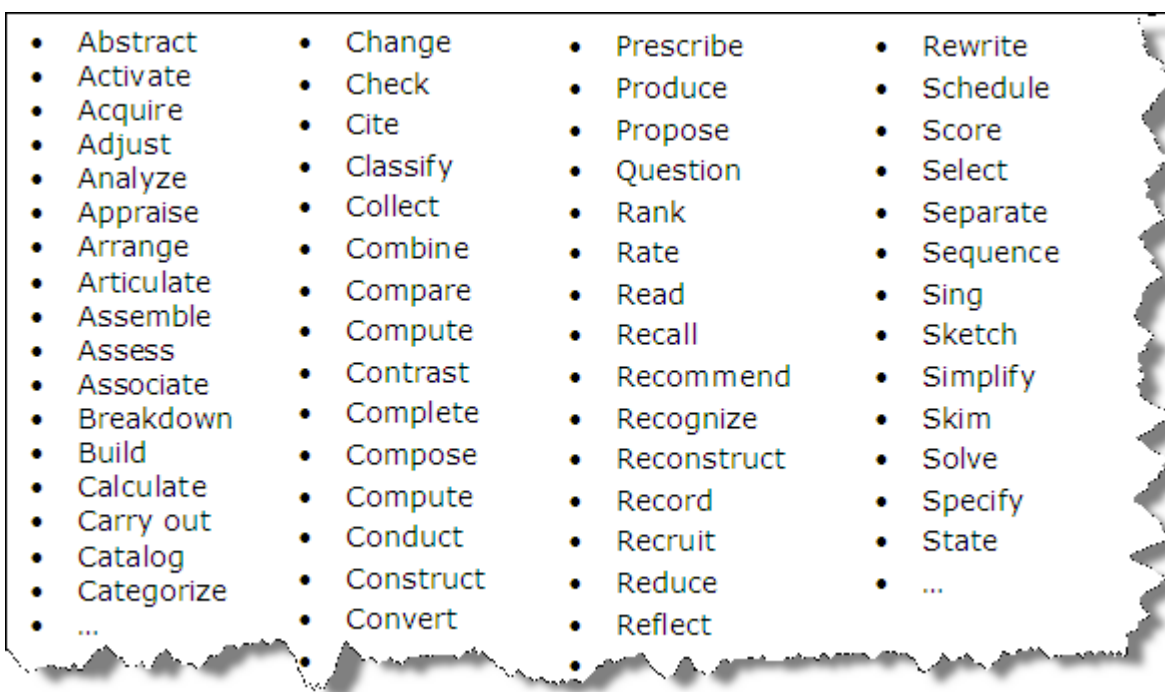 • Abstract
• Activate
• Acquire
• Adjust
• Analyze
• Appraise
• Arrange
• Articulate
• Assemble
• Assess
• Associate
• Breakdown
• Build
• Calculate
• Carry out
• Catalog
• Categorize
• ...
• Change
• Check
• Cite
• Classify
• Collect
• Combine
• Compare
• Compute
• Contrast
• Complete
• Compose
• Compute
• Conduct
• Construct
• Convert
•
• Prescribe
• Produce
• Propose
• Question
• Rank
• Rate
• Read
• Recall
• Recommend
• Recognize
• Reconstruct
• Record
• Recruit
• Reduce
• Reflect
•
• Rewrite
• Schedule
• Score
• Select
• Separate
• Sequence
• Sing
• Sketch
• Simplify
• Skim
• Solve
• Specify
• State
• ...